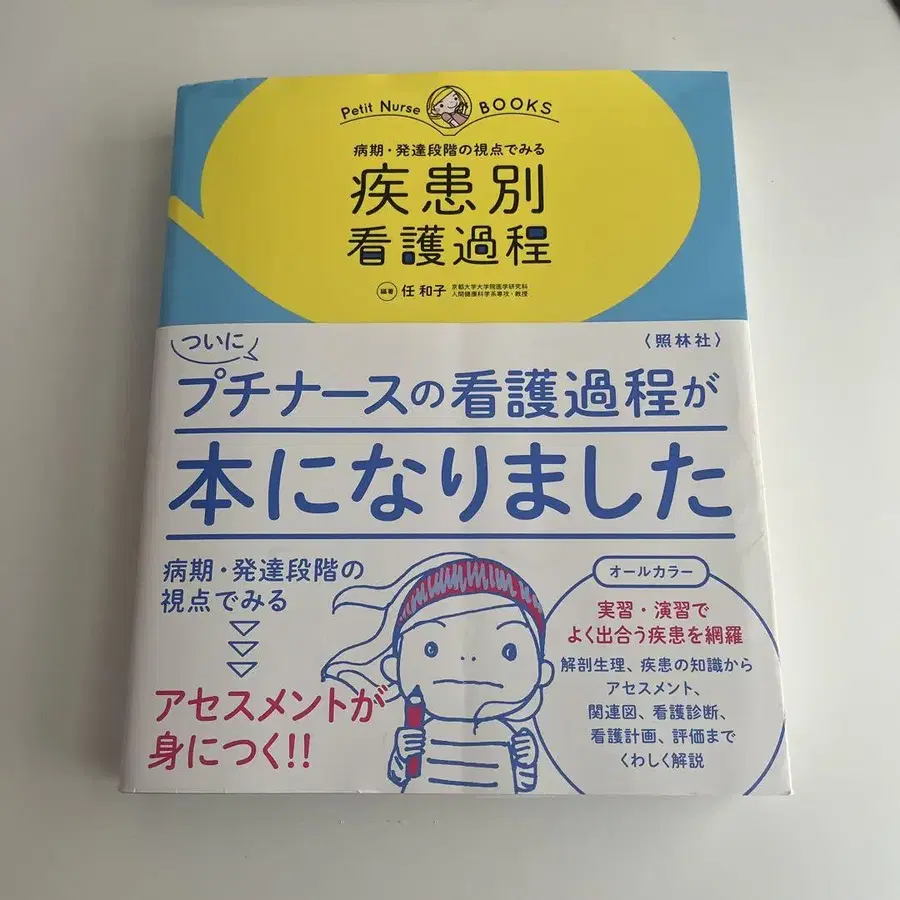 Petit Nurse BOOKS
病期・発達段階の視点でみる
疾患別
看護過程
編著 任 和子 京都大学大学院医学研究科
人間健康科学系専攻・教授
〈照林社〉
ついに
プチナースの看護過程が
本になりました
病期・発達段階の
視点でみる
アセスメントが
身につく!!
オールカラー
実習・演習で
よく出合う疾患を網羅
解剖生理、疾患の知識から
アセスメント、
関連図、看護診断、
看護計画、評価まで
くわしく解説